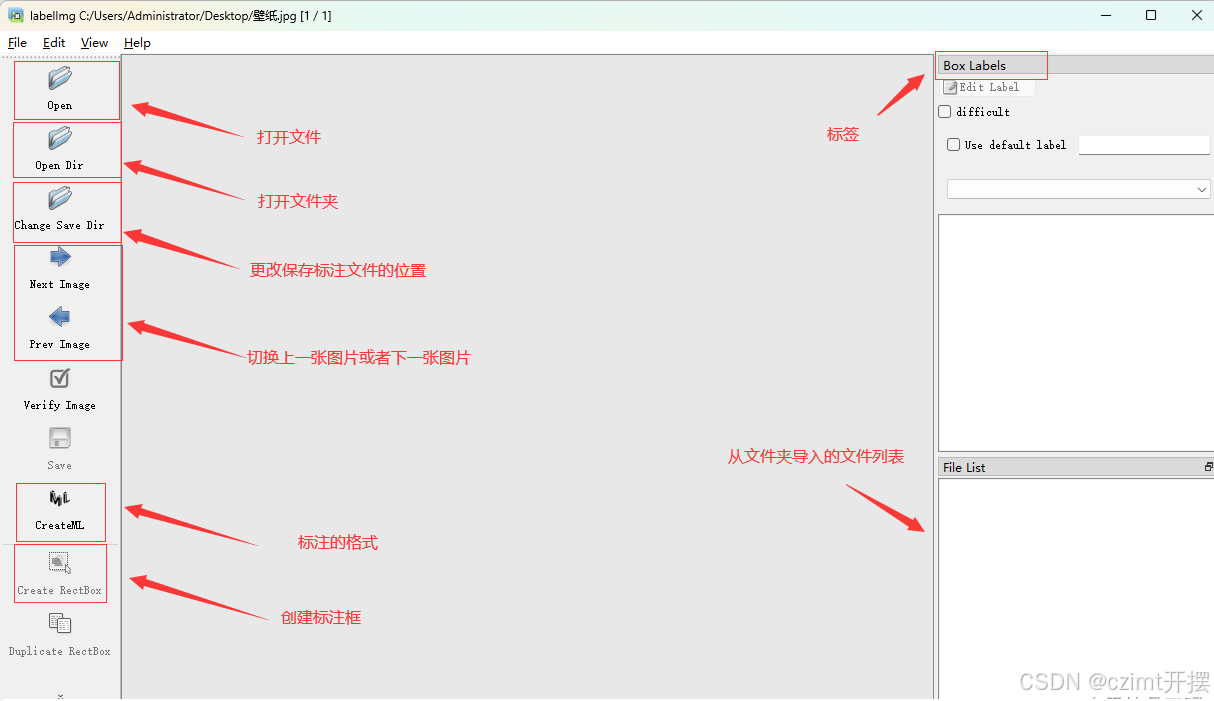 labelImg C:/Users/Administrator/Desktop/壁纸.jpg [1 / 1]
File Edit View Help
Open
打开文件
Open Dir
打开文件夹
Change Save Dir
更改保存标注文件的位置
Next Image
Prev Image
切换上一张图片或者下一张图片
Verify Image
Save
CreateML
标注的格式
Create RectBox
创建标注框
Duplicate RectBox
标签
Box Labels
Edit Label
difficult
Use default label
从文件夹导入的文件列表
File List
CSDN @czimt开摆